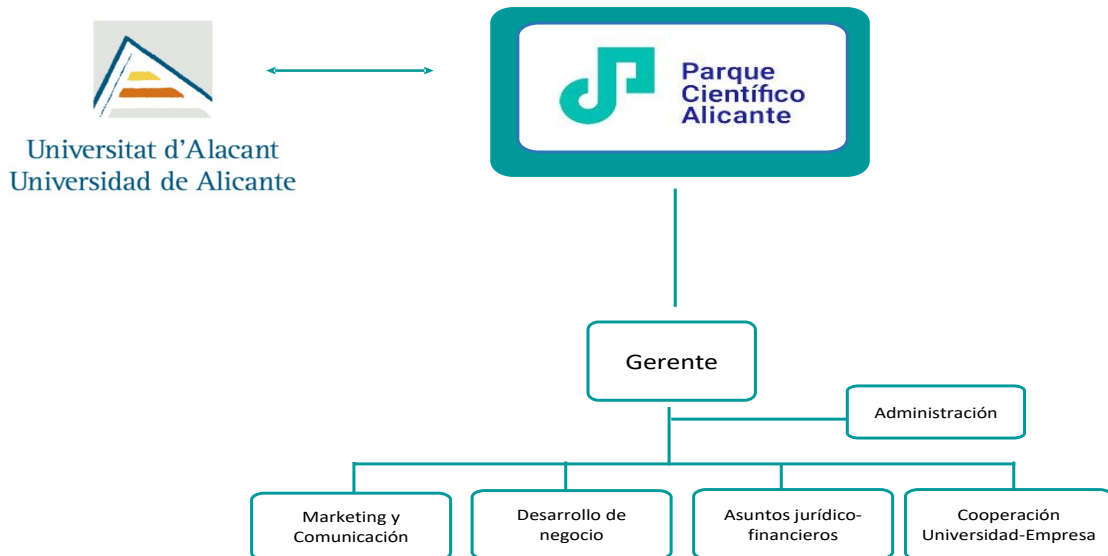 Parque
Científico
Alicante
Universitat d'Alacant
Universidad de Alicante
Gerente
Administración
Marketing y
Comunicación
Desarrollo de
negocio
Asuntos jurídico-
financieros
Cooperación
Universidad-Empresa